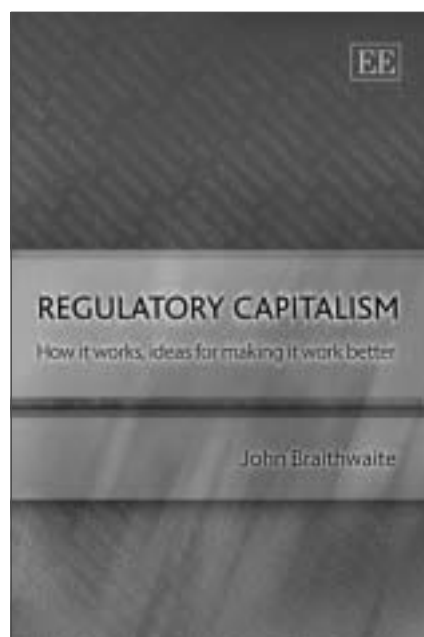 EE
REGULATORY CAPITALISM
How it works, ideas for making it work better
John Braithwaite